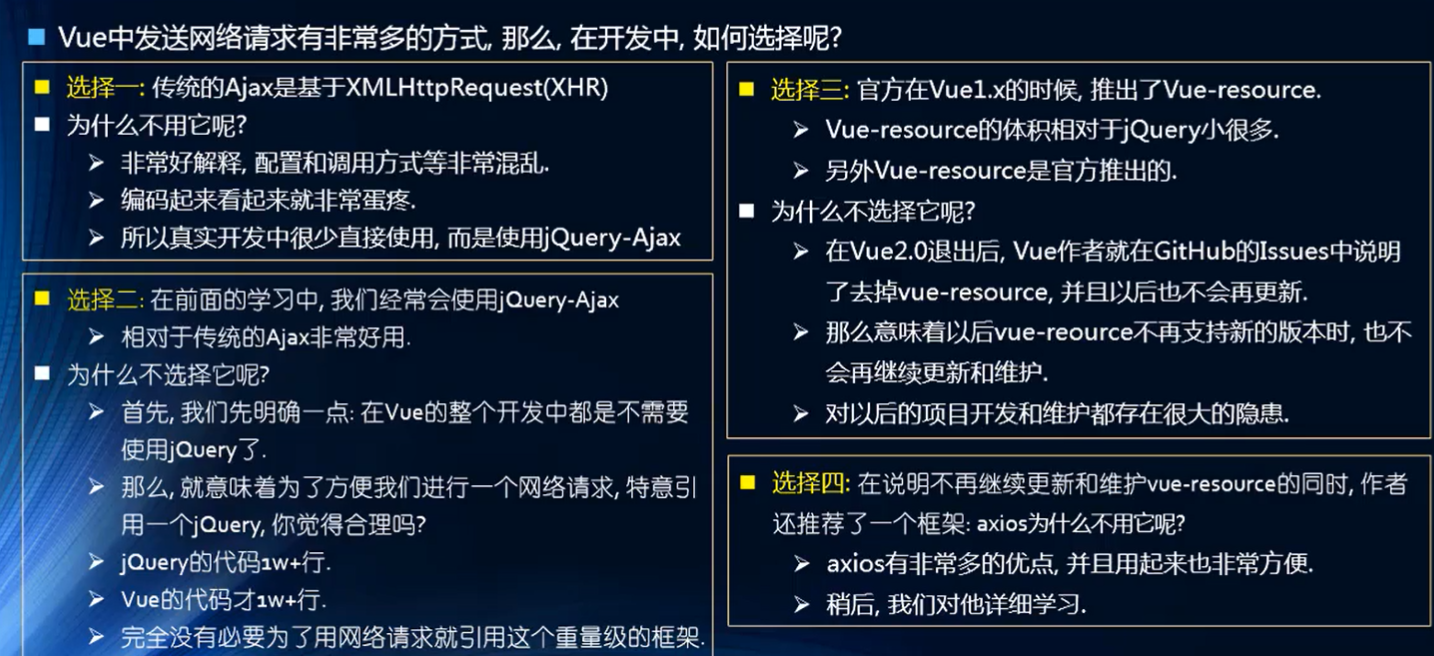 Vue中发送网络请求有非常多的方式, 那么, 在开发中, 如何选择呢?
选择一: 传统的Ajax是基于XMLHttpRequest(XHR)
为什么不用它呢?
非常好解释, 配置和调用方式等非常混乱.
编码起来看起来就非常蛋疼.
所以真实开发中很少直接使用, 而是使用jQuery-Ajax
选择二: 在前面的学习中, 我们经常会使用jQuery-Ajax
相对于传统的Ajax非常好用.
为什么不选择它呢?
首先, 我们先明确一点: 在Vue的整个开发中都是不需要
使用jQuery了.
那么, 就意味着为了方便我们进行一个网络请求, 特意引
用一个jQuery, 你觉得合理吗?
jQuery的代码1w+行.
Vue的代码才1w+行.
完全没有必要为了用网络请求就引用这个重量级的框架.
选择三: 官方在Vue1.x的时候, 推出了Vue-resource.
Vue-resource的体积相对于jQuery小很多.
另外Vue-resource是官方推出的.
为什么不选择它呢?
在Vue2.0退出后, Vue作者就在GitHub的Issues中说明
了去掉vue-resource, 并且以后也不会再更新.
那么意味着以后vue-reource不再支持新的版本时, 也不
会再继续更新和维护.
对以后的项目开发和维护都存在很大的隐患.
选择四: 在说明不再继续更新和维护vue-resource的同时, 作者
还推荐了一个框架: axios为什么不用它呢?
axios有非常多的优点, 并且用起来也非常方便.
稍后, 我们对他详细学习.